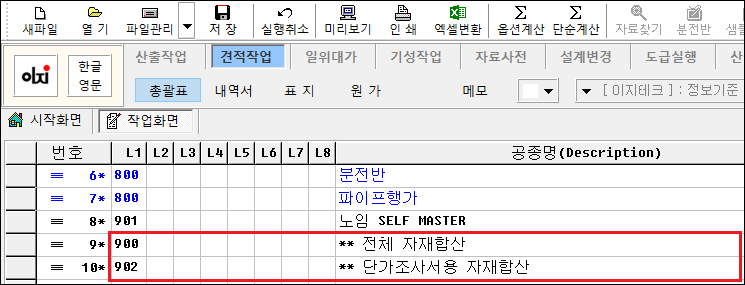 새파일 열 기 파일관리 저 장 실행취소 미리보기 인 쇄 엑셀변환 옵션계산 단순계산 자료찾기 분전반
산출작업 견적작업 일위대가 기성작업 자료사전 설계변경 도급실행
이지 한글 영문
총괄표 내역서 표 지 원 가 메모 [ 이지테크 ] : 정보기준
시작화면 작업화면
번호 L1 L2 L3 L4 L5 L6 L7 L8 공종명(Description)
6* 800 분전반
7* 800 파이프행가
8* 901 노임 SELF MASTER
9* 900 ** 전체 자재합산
10* 902 ** 단가조사서용 자재합산